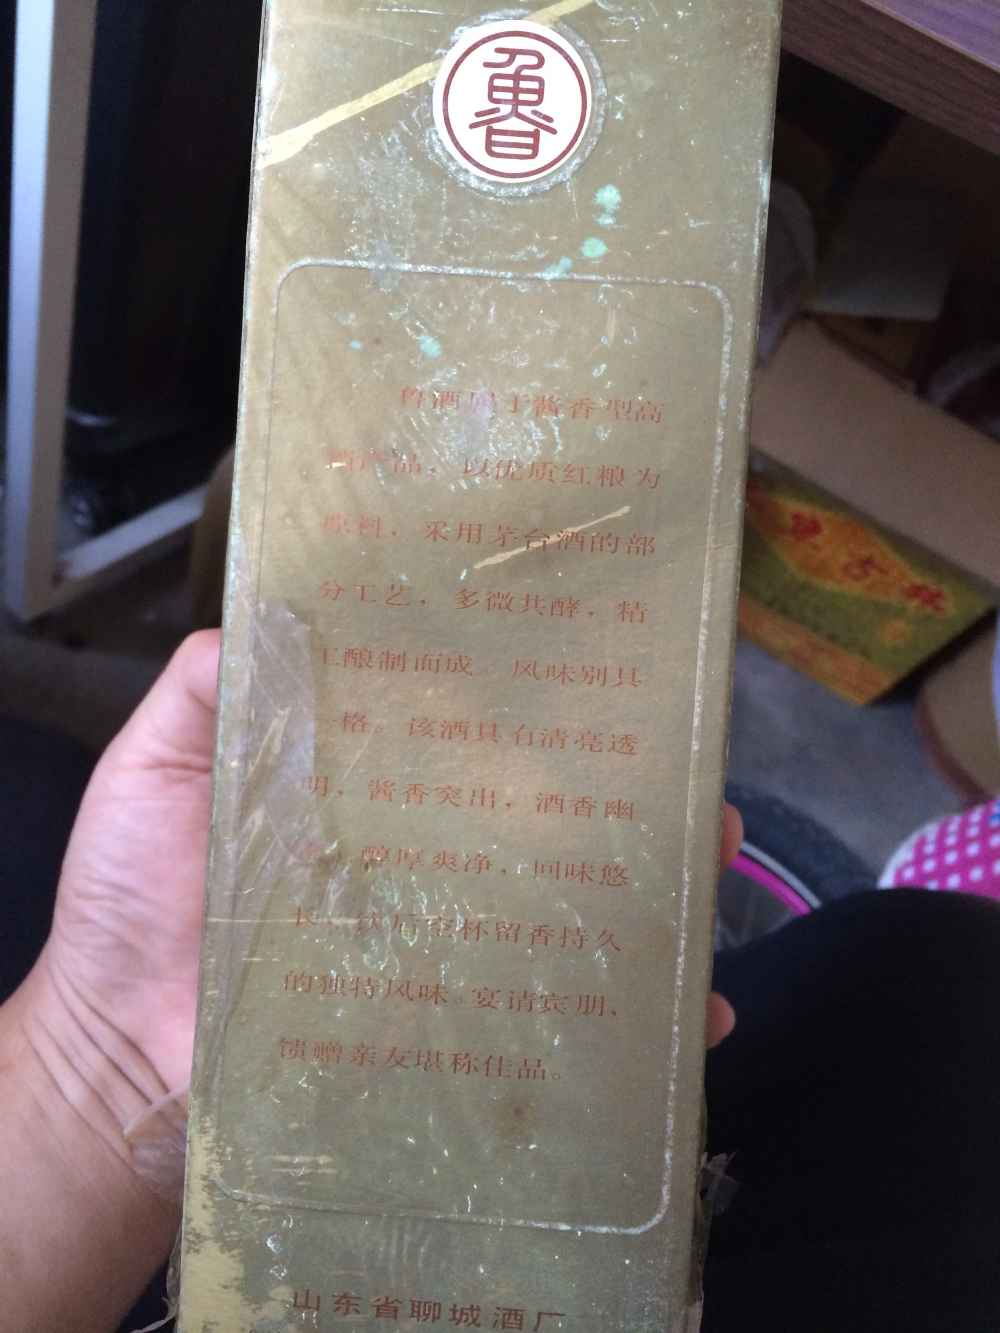 魯
鲁酒属于酱香型高
酒产品，以优质红粮为
原料，采用茅台酒的部
分工艺，多微共酵，精
工酿制而成。风味别具
一格。该酒具有清亮透
明，酱香突出，酒香幽
醇厚爽净，回味悠
长，饮后空杯留香持久
的独特风味。宴请宾朋、
馈赠亲友堪称佳品。
山东省聊城酒厂